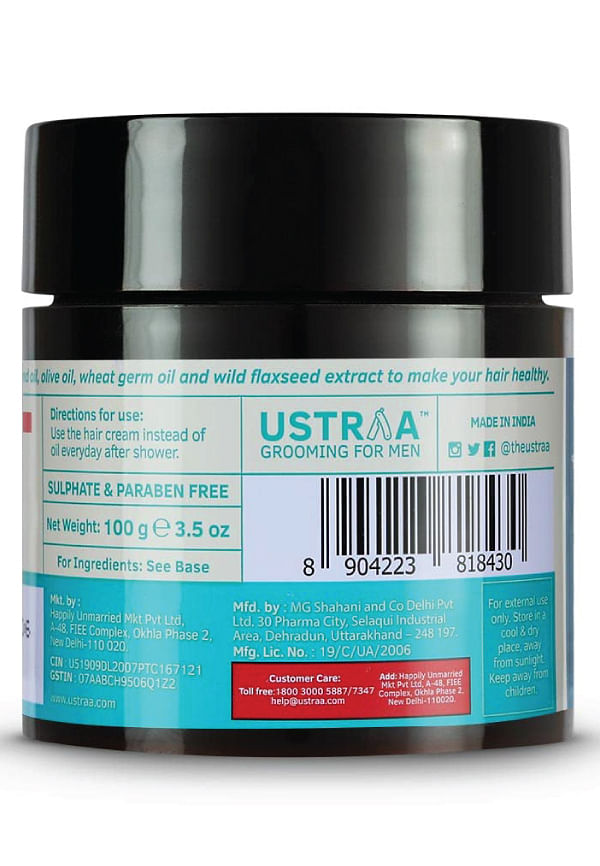 oil, olive oil, wheat germ oil and wild flaxseed extract to make your hair healthy.
Directions for use:
Use the hair cream instead of
oil everyday after shower.
SULPHATE & PARABEN FREE
Net Weight: 100 g ℮ 3.5 oz
For Ingredients: See Base
USTRAA™
GROOMING FOR MEN
MADE IN INDIA
@theustraa
8 904223 818430
Mkt. by :
Happily Unmarried Mkt Pvt Ltd,
A-48, FIEE Complex, Okhla Phase 2,
New Delhi-110 020.
CIN : U51909DL2007PTC167121
GSTIN : 07AABCH9506Q1Z2
www.ustraa.com
Mfd. by : MG Shahani and Co Delhi Pvt
Ltd. 30 Pharma City, Selaqui Industrial
Area, Dehradun, Uttarakhand – 248 197.
Mfg. Lic. No. : 19/C/UA/2006
Customer Care:
Toll free:1800 3000 5887/7347
help@ustraa.com
Add: Happily Unmarried
Mkt Pvt Ltd, A-48, FIEE
Complex, Okhla Phase 2,
New Delhi-110020.
For external use
only. Store in a
cool & dry
place, away
from sunlight.
Keep away from
children.